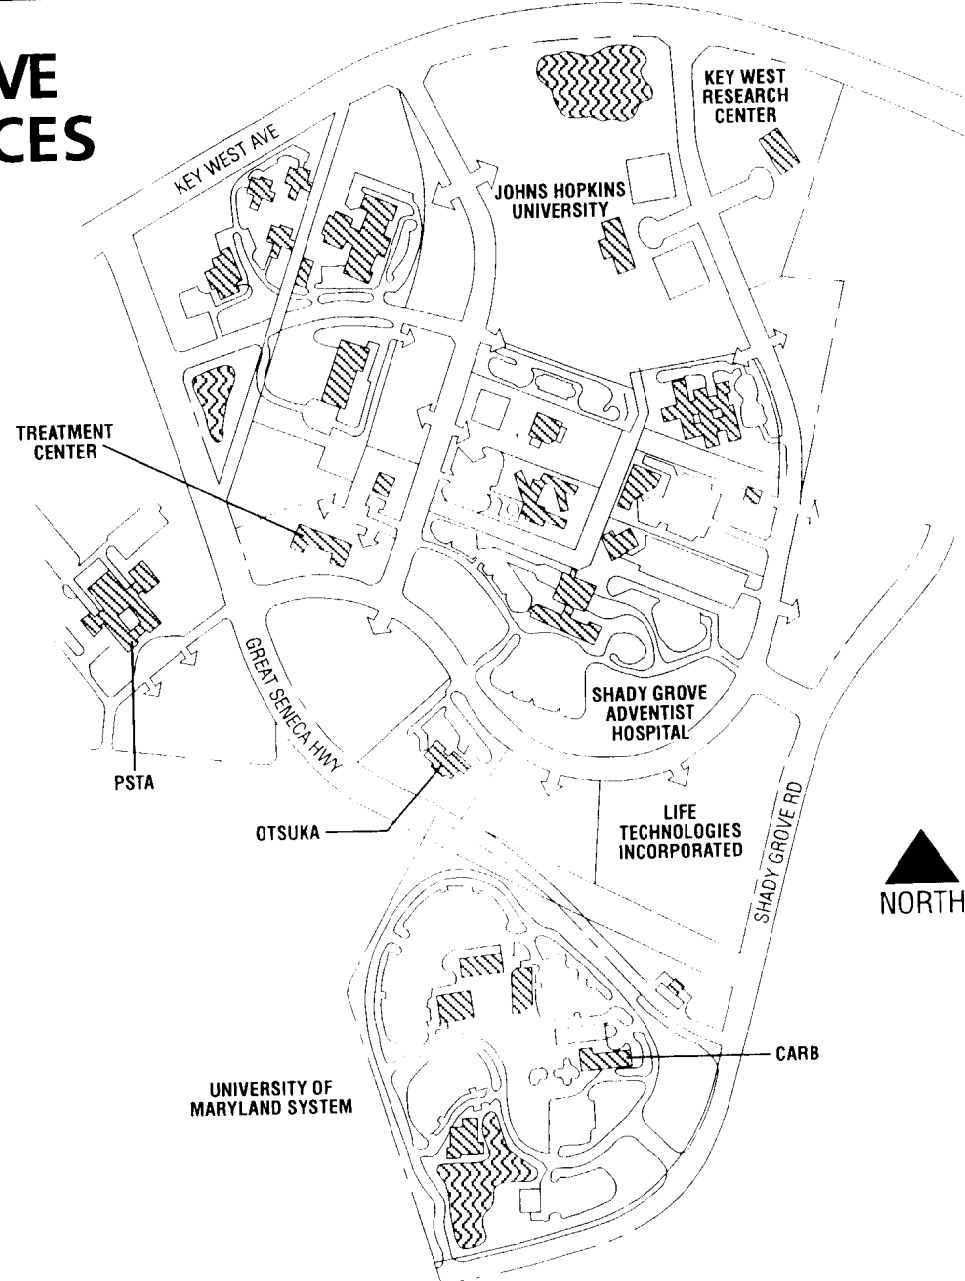 VE
CES
KEY WEST AVE
KEY WEST
RESEARCH
CENTER
JOHNS HOPKINS
UNIVERSITY
TREATMENT
CENTER
GREAT SENECA HWY
SHADY GROVE
ADVENTIST
HOSPITAL
PSTA
OTSUKA
LIFE
TECHNOLOGIES
INCORPORATED
SHADY GROVE RD
NORTH
CARB
UNIVERSITY OF
MARYLAND SYSTEM